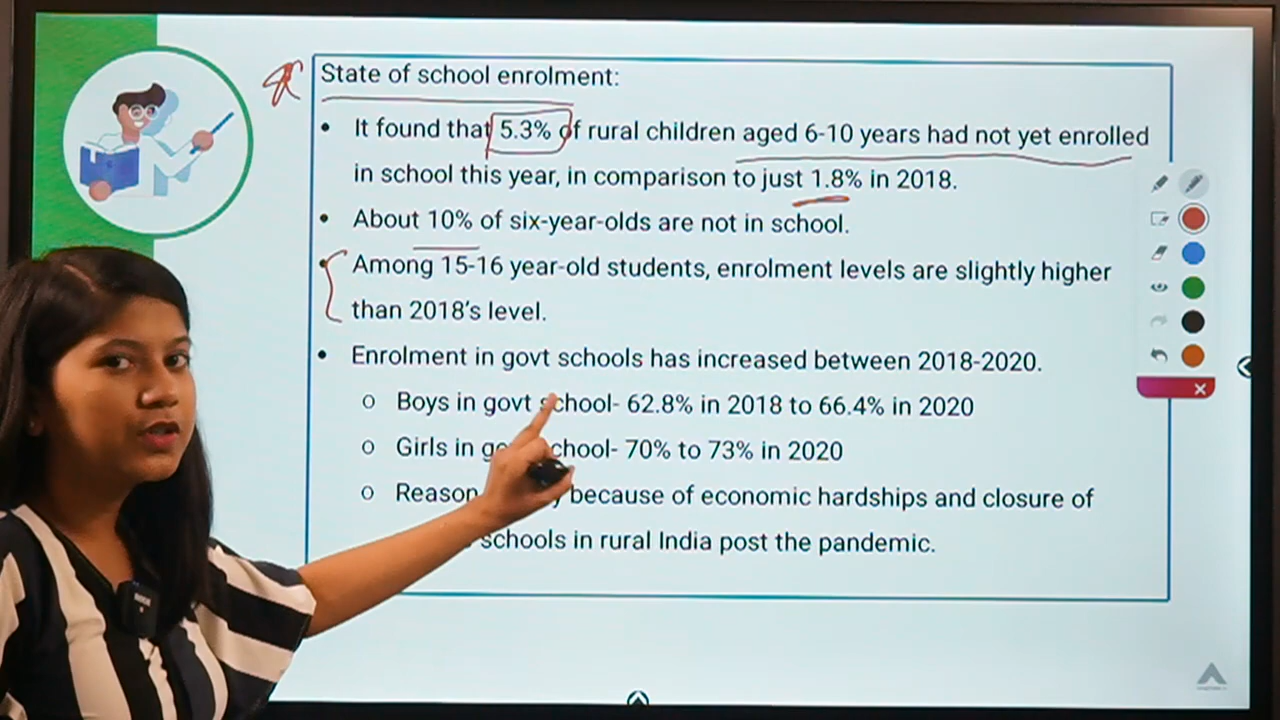 State of school enrolment:
• It found that 5.3% of rural children aged 6-10 years had not yet enrolled
in school this year, in comparison to just 1.8% in 2018.
• About 10% of six-year-olds are not in school.
• Among 15-16 year-old students, enrolment levels are slightly higher
than 2018's level.
• Enrolment in govt schools has increased between 2018-2020.
o Boys in govt school- 62.8% in 2018 to 66.4% in 2020
o Girls in school- 70% to 73% in 2020
o Reason because of economic hardships and closure of
schools in rural India post the pandemic.